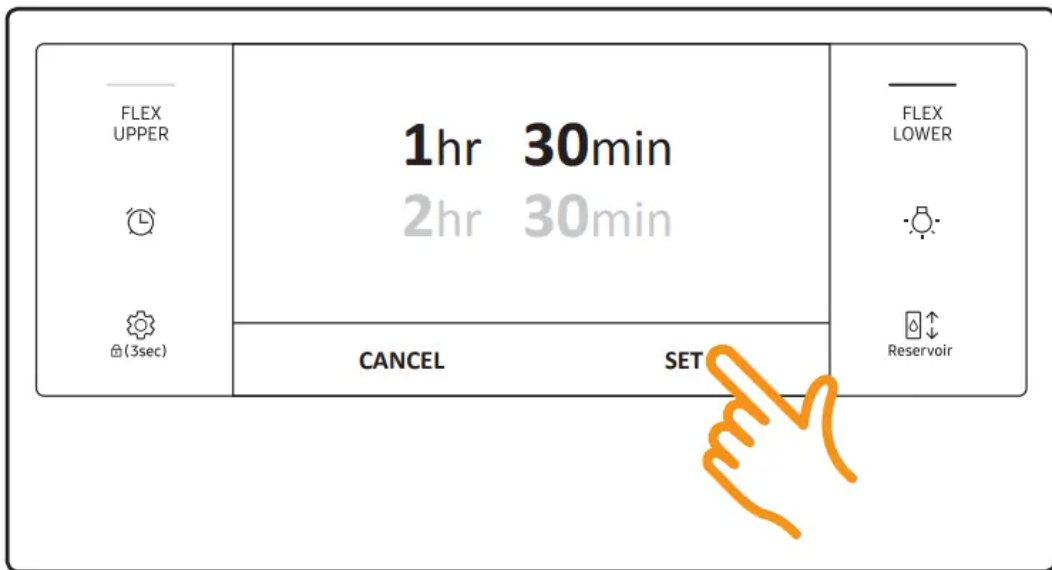 FLEX
UPPER
(3sec)
1hr 30min
2hr 30min
CANCEL SET
FLEX
LOWER
Reservoir